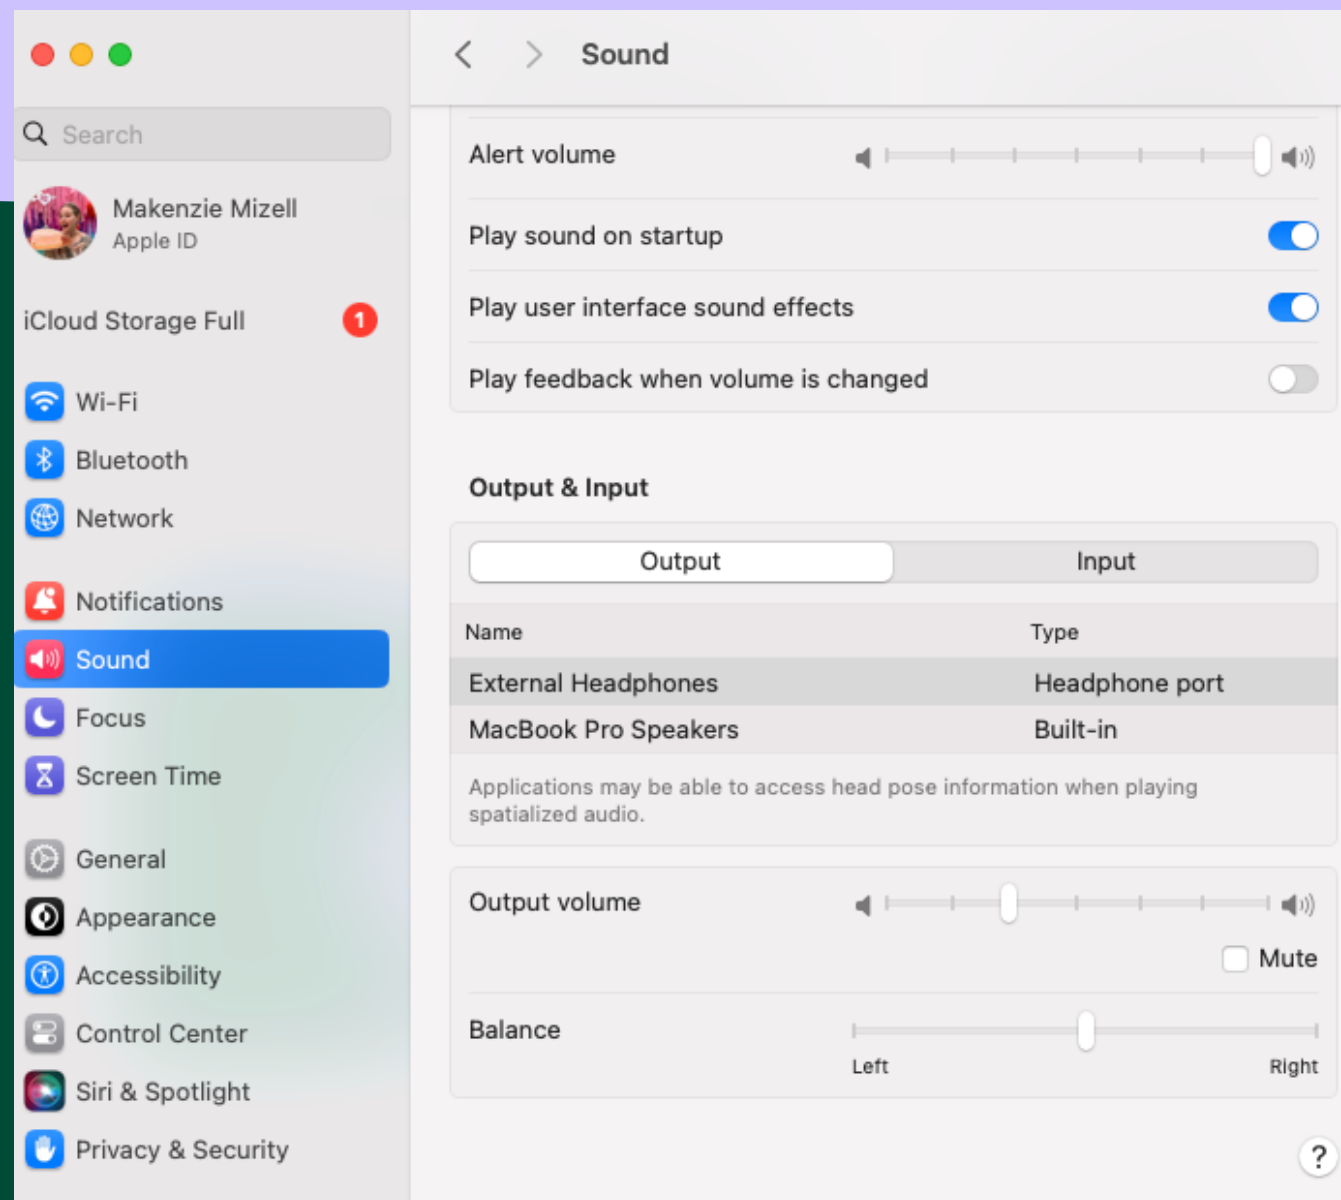 Sound
Search
Makenzie Mizell
Apple ID
iCloud Storage Full
1
Wi-Fi
Bluetooth
Network
Notifications
Sound
Focus
Screen Time
General
Appearance
Accessibility
Control Center
Siri & Spotlight
Privacy & Security
Alert volume
Play sound on startup
Play user interface sound effects
Play feedback when volume is changed
Output & Input
Output Input
Name Type
External Headphones Headphone port
MacBook Pro Speakers Built-in
Applications may be able to access head pose information when playing
spatialized audio.
Output volume
Mute
Balance
Left Right
?